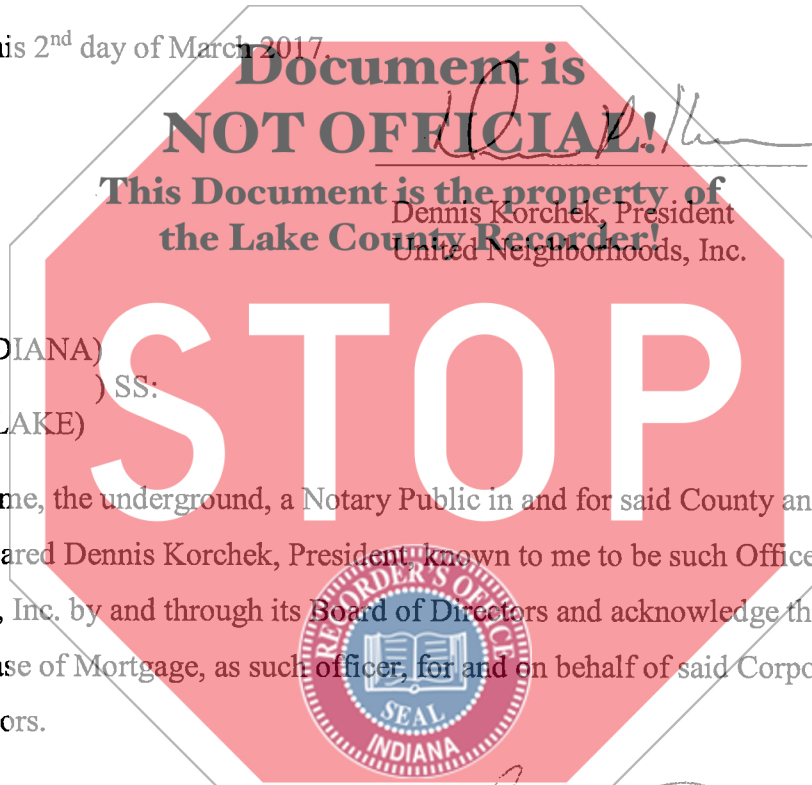 is 2nd day of March 2017.
Document is
NOT OFFICIAL!
This Document is the property of
the Lake County Recorder!
Dennis Korchek, President
United Neighborhoods, Inc.
DIANA)
) SS:
LAKE)
STOP
me, the underground, a Notary Public in and for said County an
ared Dennis Korchek, President, known to me to be such Office
, Inc. by and through its Board of Directors and acknowledge th
ase of Mortgage, as such officer, for and on behalf of said Corpo
ors.
RECORDER'S OFFICE
SEAL
INDIANA